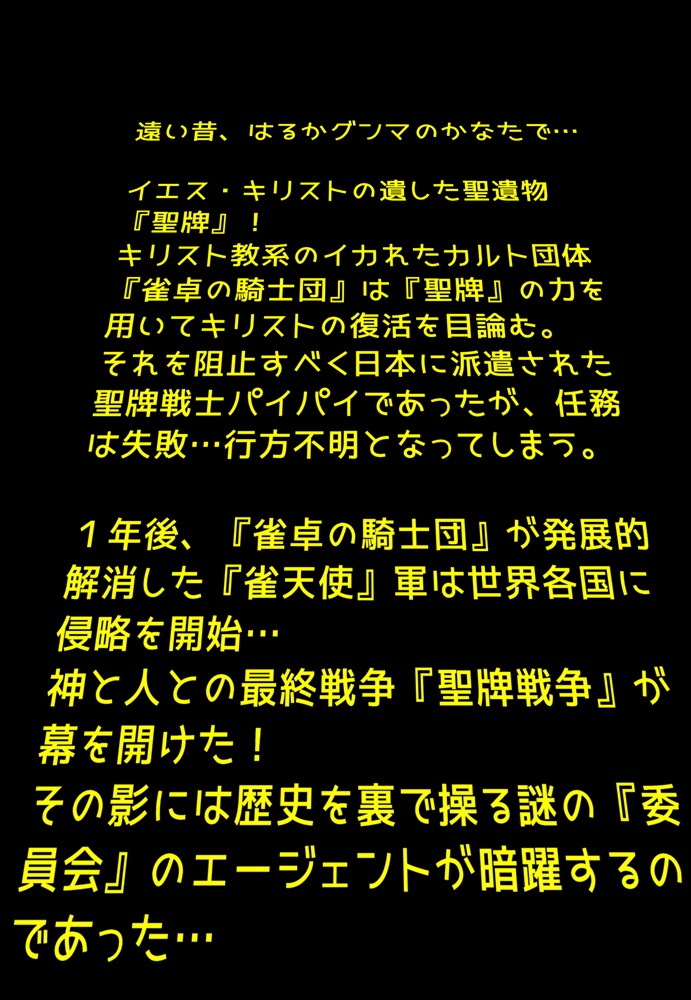 遠い昔、はるかグンマのかなたで…
イエス・キリストの遺した聖遺物
『聖牌』！
キリスト教系のイカれたカルト団体
『雀卓の騎士団』は『聖牌』の力を
用いてキリストの復活を目論む。
それを阻止すべく日本に派遣された
聖牌戦士パイパイであったが、任務
は失敗…行方不明となってしまう。
１年後、『雀卓の騎士団』が発展的
解消した『雀天使』軍は世界各国に
侵略を開始…
神と人との最終戦争『聖牌戦争』が
幕を開けた！
その影には歴史を裏で操る謎の『委
員会』のエージェントが暗躍するの
であった…